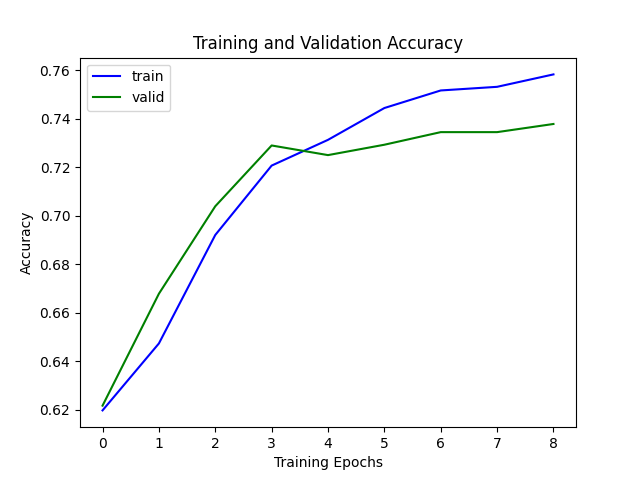 Training and Validation Accuracy
train
valid
Accuracy
0.76
0.74
0.72
0.70
0.68
0.66
0.64
0.62
0 1 2 3 4 5 6 7 8
Training Epochs